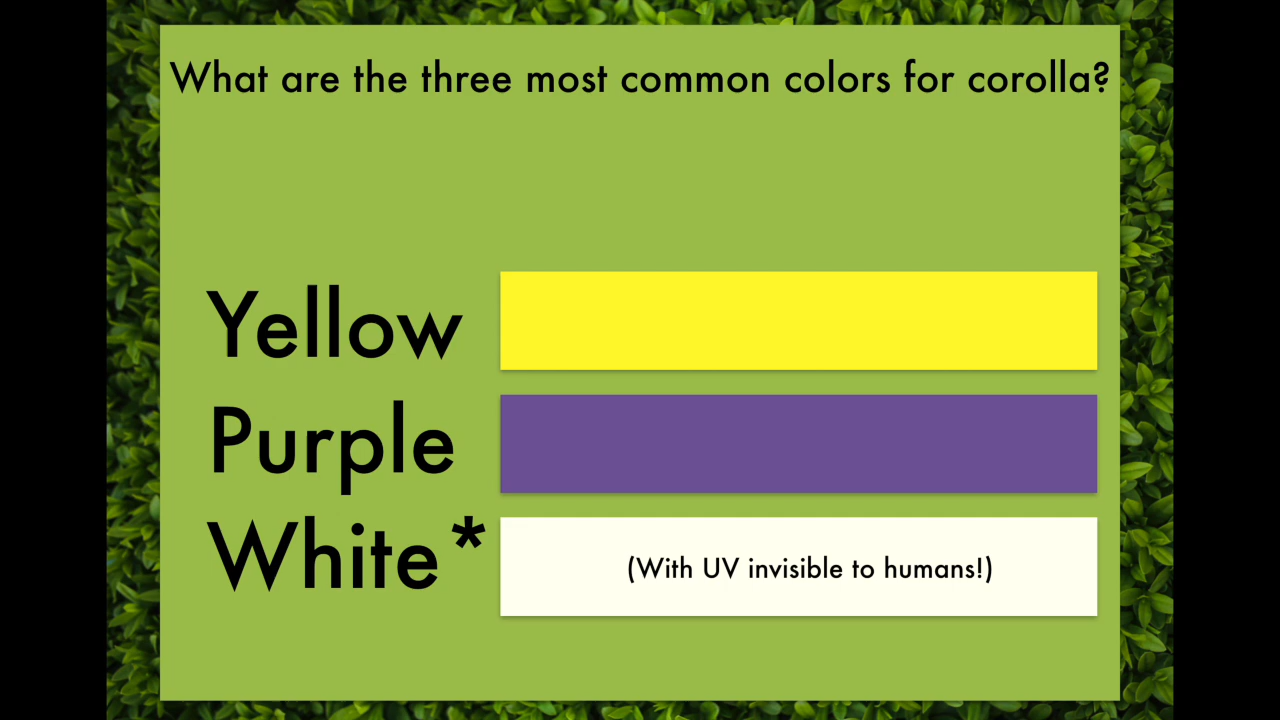 What are the three most common colors for corolla?
Yellow
Purple
White*
(With UV invisible to humans!)